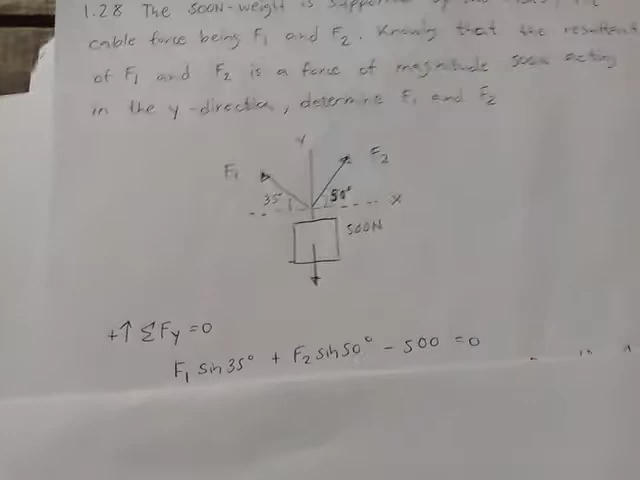 1.28 The 500N-weight is
cable force being F₁ and F₂. Knowing that the resultant
of F₁ and F₂ is a force of magnitude 500N acting
in the y-direction, determine F₁ and F₂
Y
F₁
F₂
35°
50°
X
500N
+↑ ΣFy = 0
F₁ sin 35° + F₂ sin 50° - 500 = 0